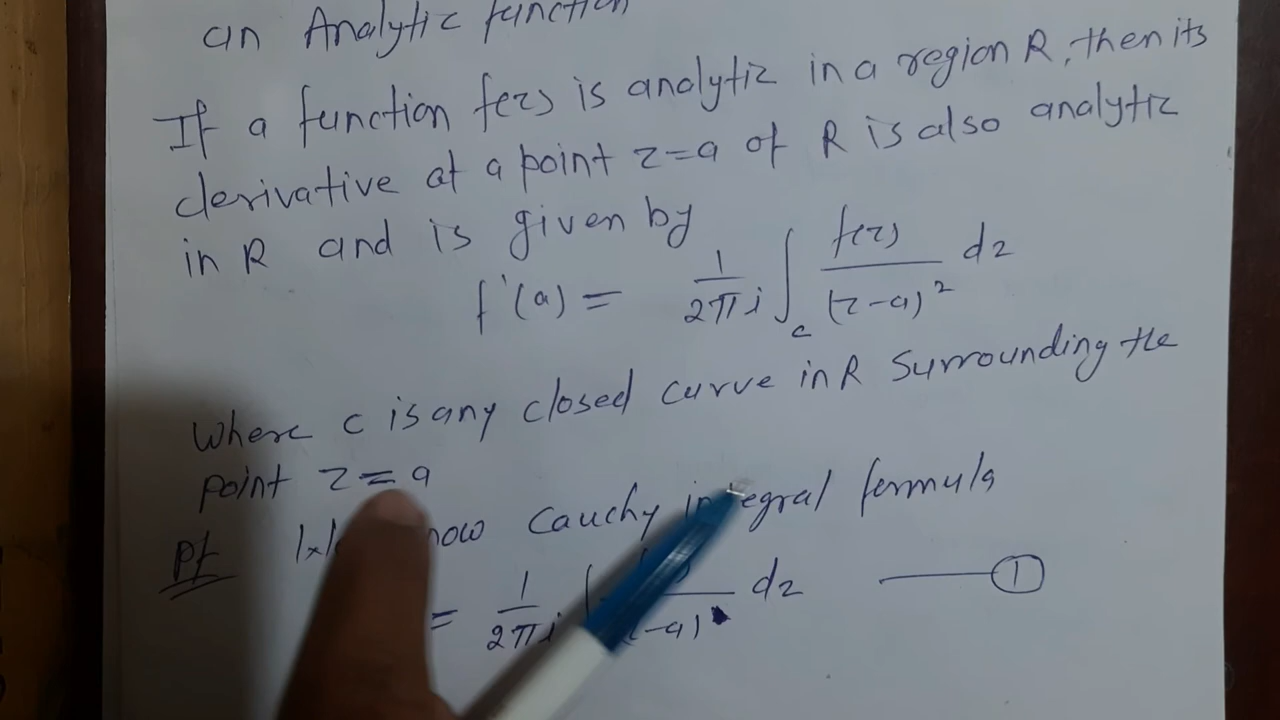 an Analytic function
If a function f(z) is analytic in a region R, then its
derivative at a point z=a of R is also analytic
in R and is given by
f'(a) = 1/2πi ∫c f(z)/(z-a)² dz
Where c is any closed curve in R Surrounding the
point z=a
Pf know Cauchy integral formula
= 1/2πi ∫ (z-a) dz —— ①